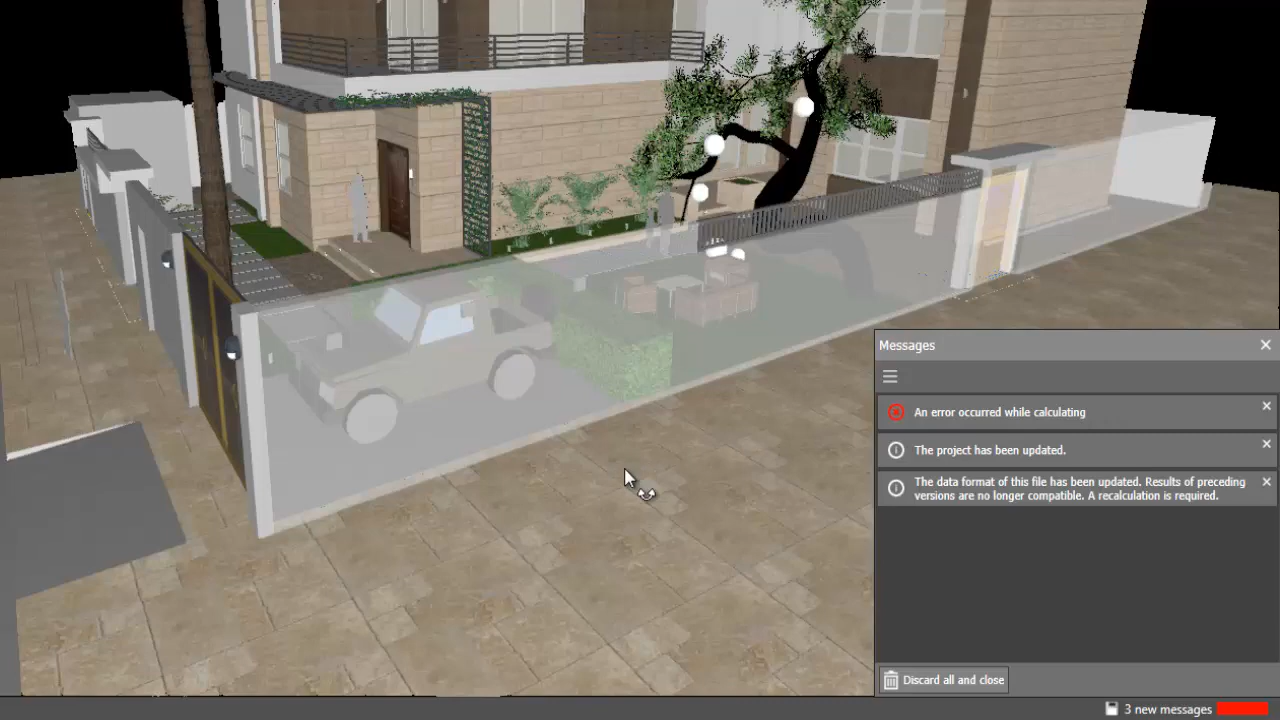 Messages
An error occurred while calculating
The project has been updated.
The data format of this file has been updated. Results of preceding
versions are no longer compatible. A recalculation is required.
Discard all and close
3 new messages